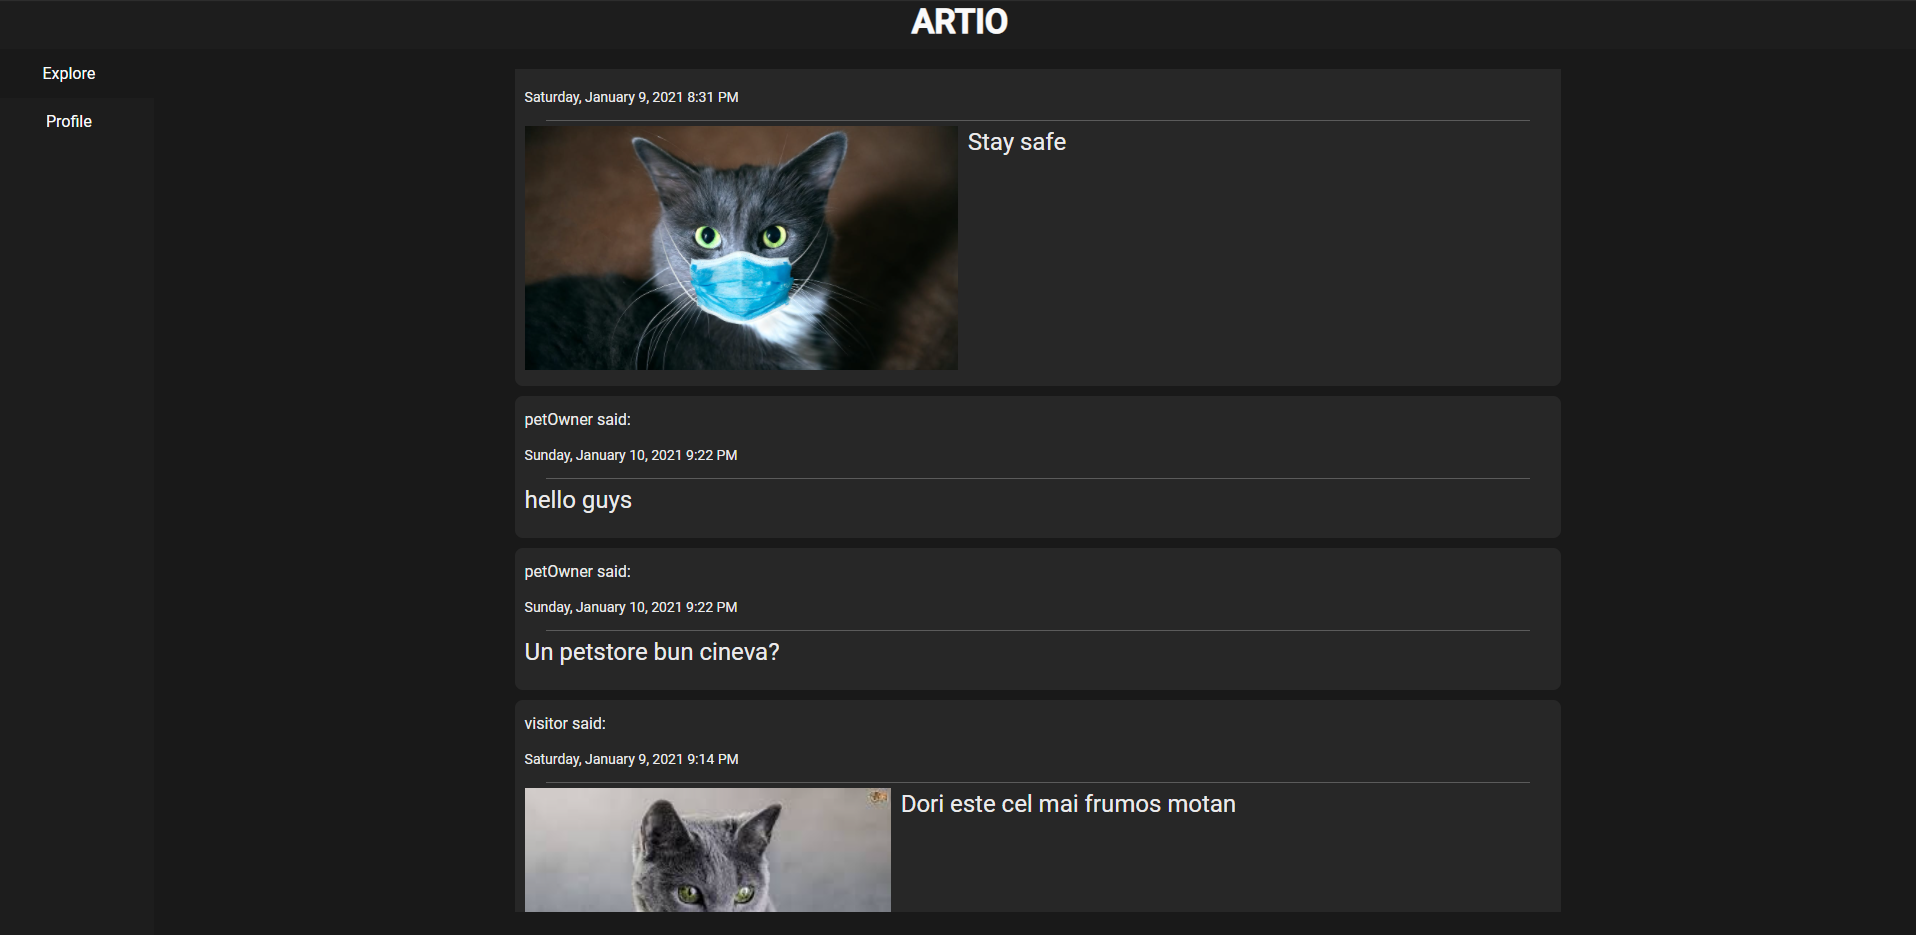 ARTIO
Explore
Profile
Saturday, January 9, 2021 8:31 PM
Stay safe
petOwner said:
Sunday, January 10, 2021 9:22 PM
hello guys
petOwner said:
Sunday, January 10, 2021 9:22 PM
Un petstore bun cineva?
visitor said:
Saturday, January 9, 2021 9:14 PM
Dori este cel mai frumos motan